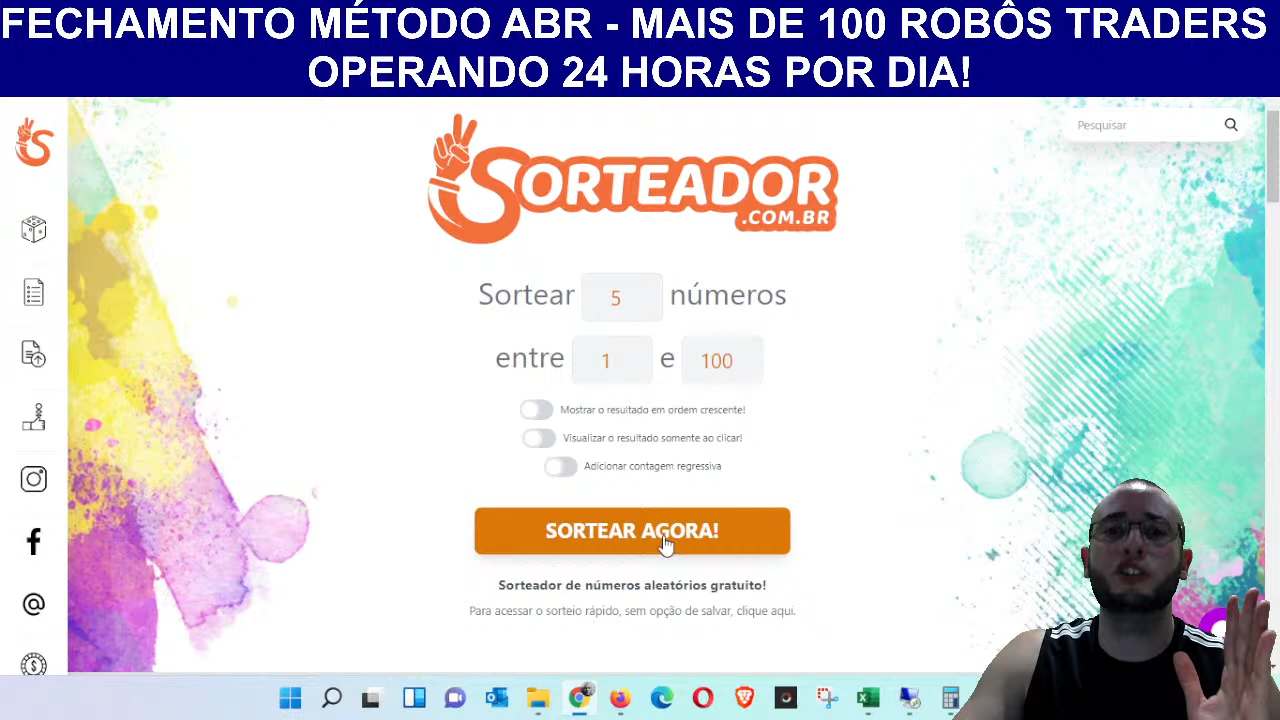 FECHAMENTO MÉTODO ABR - MAIS DE 100 ROBÔS TRADERS
OPERANDO 24 HORAS POR DIA!
Pesquisar
SORTEADOR
.COM.BR
Sortear 5 números
entre 1 e 100
Mostrar o resultado em ordem crescente!
Visualizar o resultado somente ao clicar!
Adicionar contagem regressiva
SORTEAR AGORA!
Sorteador de números aleatórios gratuito!
Para acessar o sorteio rápido, sem opção de salvar, clique aqui.